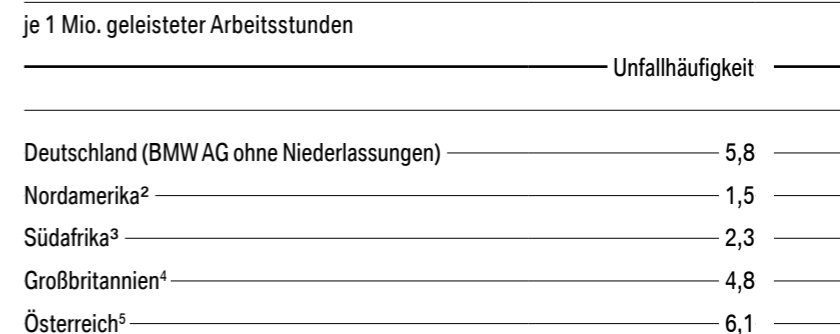 je 1 Mio. geleisteter Arbeitsstunden
Unfallhäufigkeit
Deutschland (BMW AG ohne Niederlassungen) 5,8
Nordamerika² 1,5
Südafrika³ 2,3
Großbritannien⁴ 4,8
Österreich⁵ 6,1